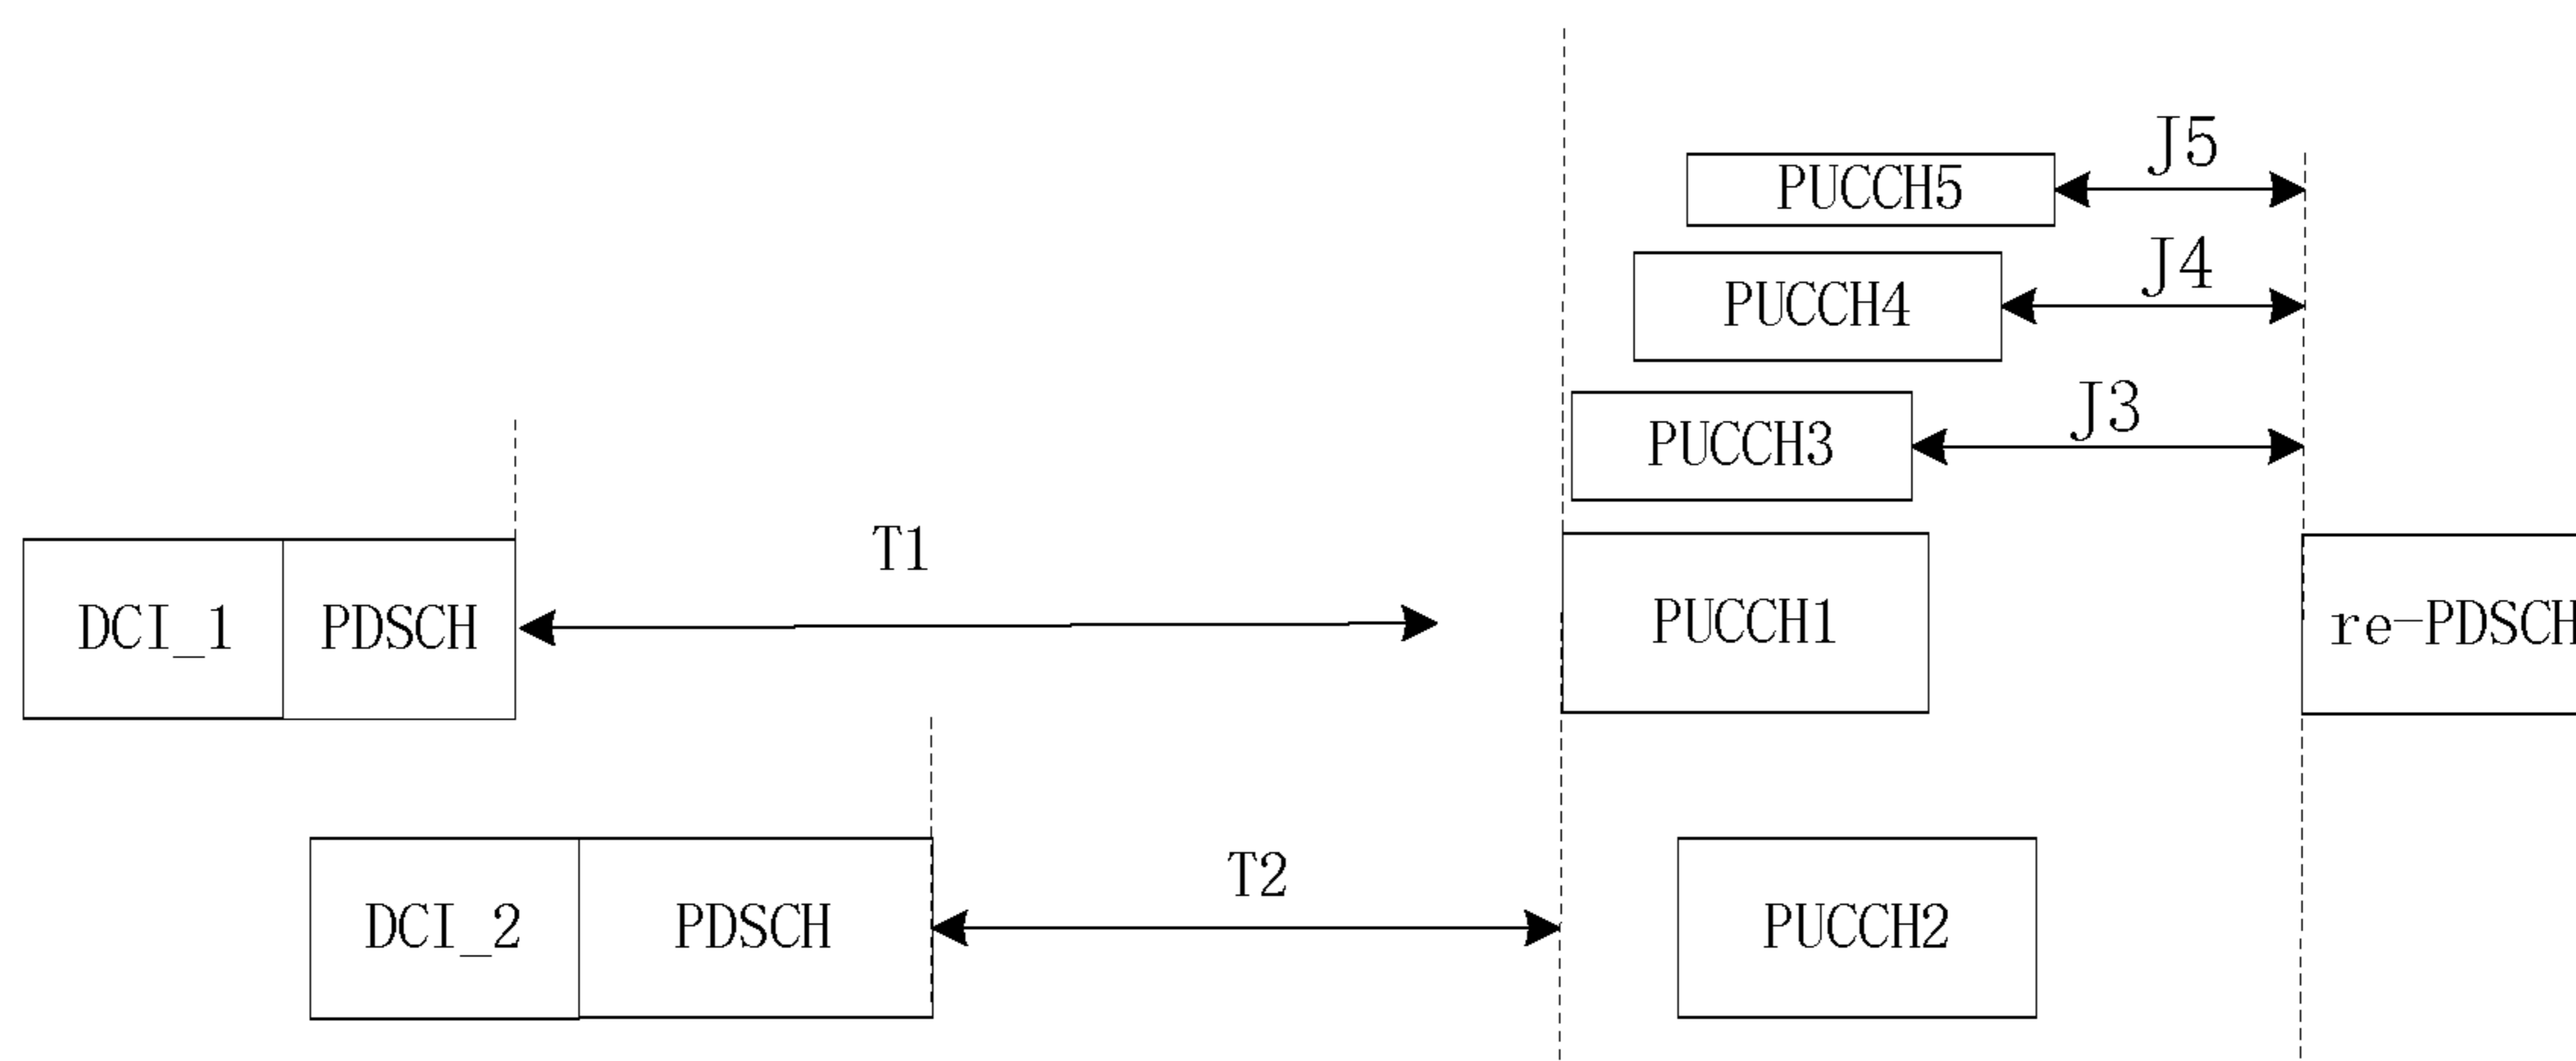 J5
PUCCH5
J4
PUCCH4
J3
PUCCH3
T1
DCI_1 PDSCH PUCCH1 re-PDSCH
T2
DCI_2 PDSCH PUCCH2